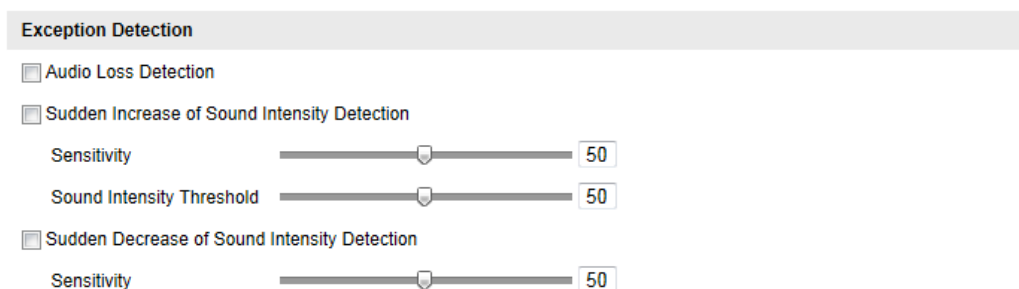 Exception Detection
Audio Loss Detection
Sudden Increase of Sound Intensity Detection
Sensitivity 50
Sound Intensity Threshold 50
Sudden Decrease of Sound Intensity Detection
Sensitivity 50